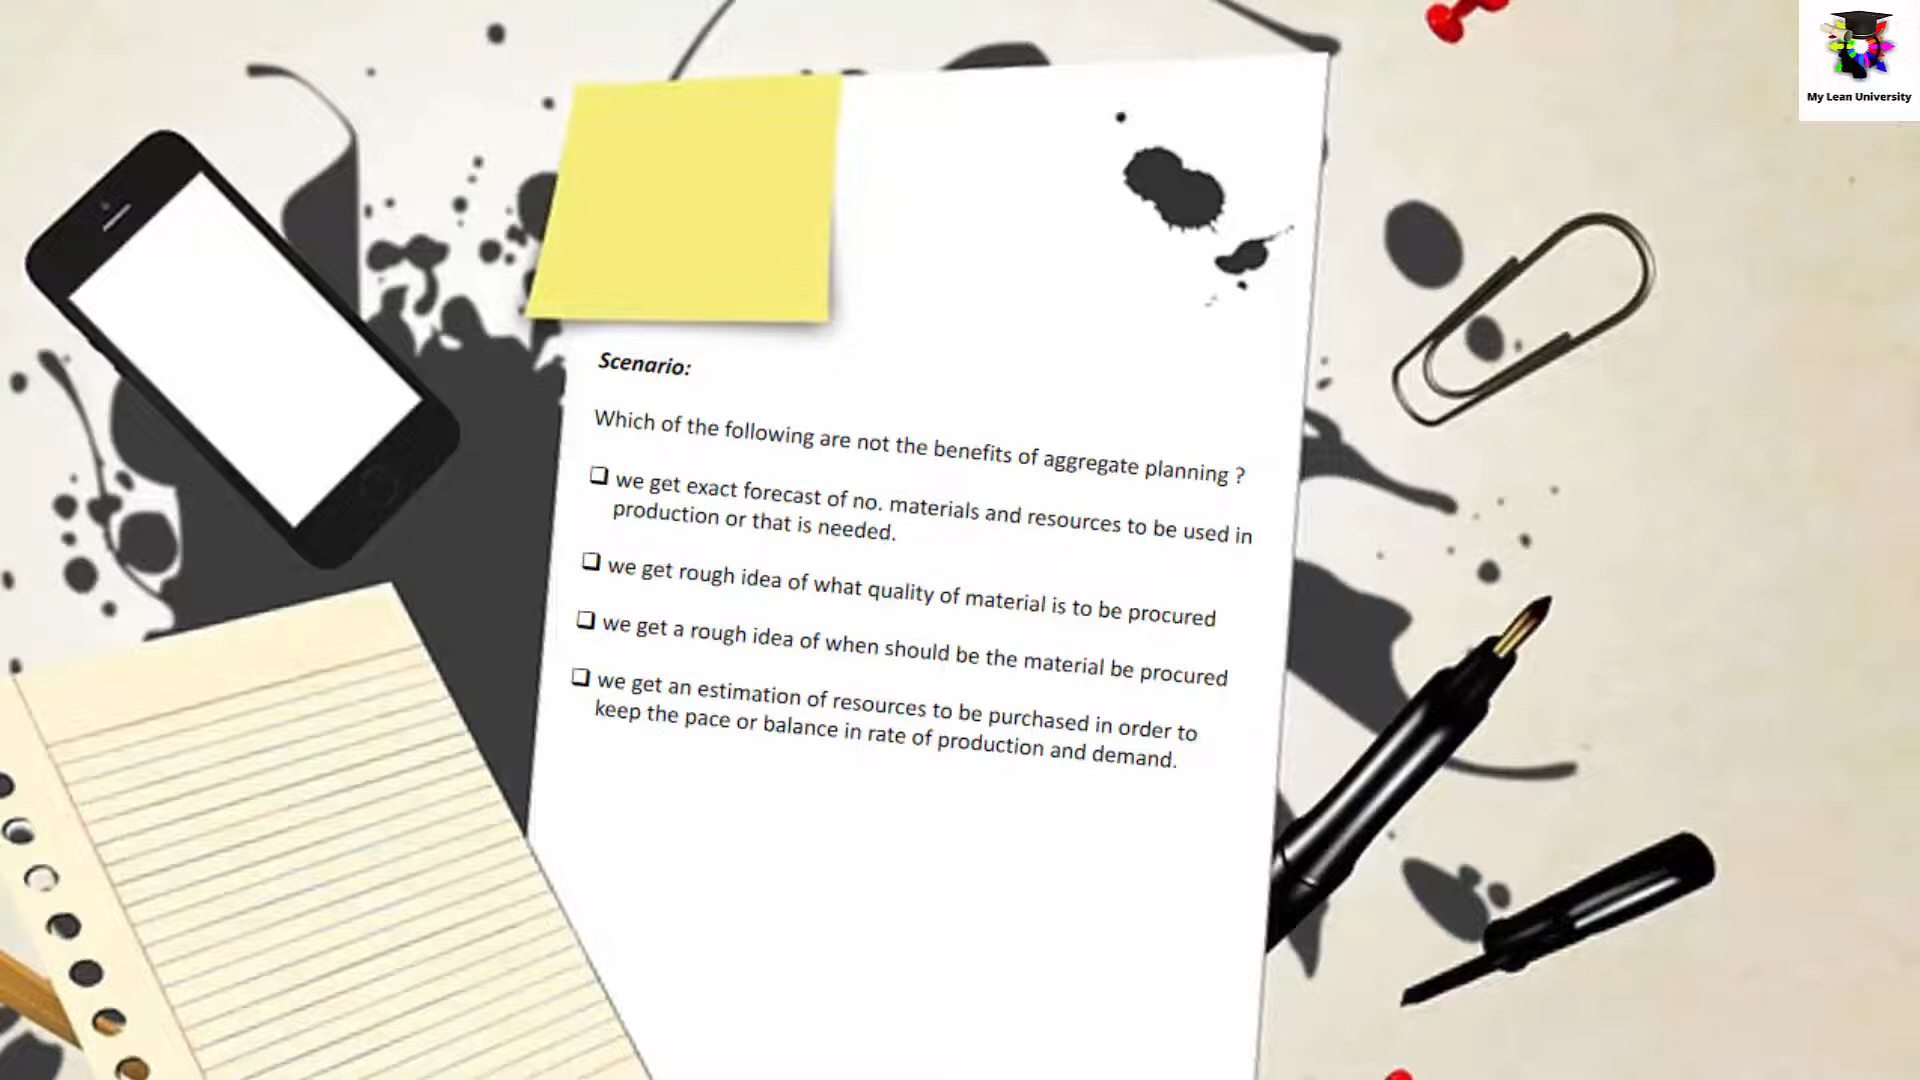 My Lean University
Scenario:
Which of the following are not the benefits of aggregate planning ?
❑ we get exact forecast of no. materials and resources to be used in
production or that is needed.
❑ we get rough idea of what quality of material is to be procured
❑ we get a rough idea of when should be the material be procured
❑ we get an estimation of resources to be purchased in order to
keep the pace or balance in rate of production and demand.